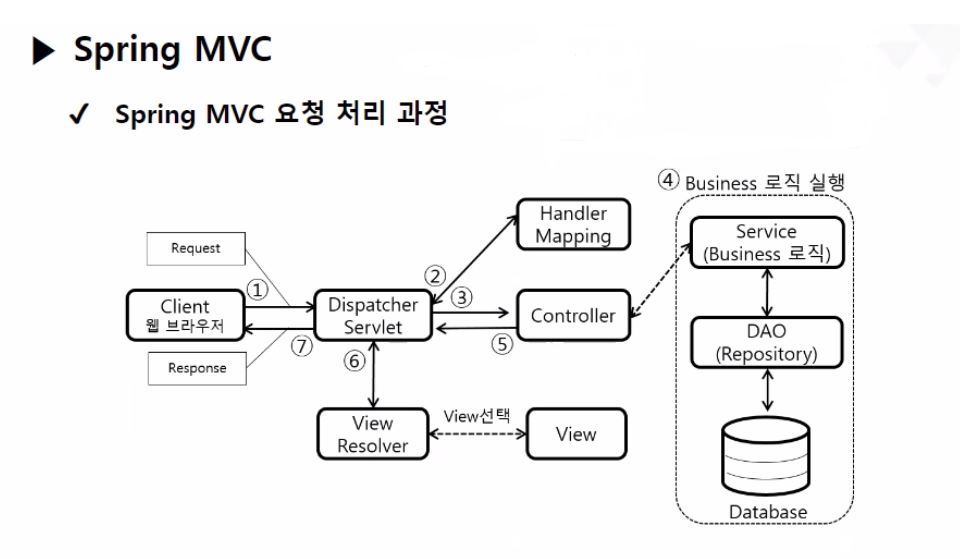 ▶ Spring MVC
✔ Spring MVC 요청 처리 과정
④ Business 로직 실행
Handler
Mapping
Service
(Business 로직)
Request
②
①
③
Client
웹 브라우저
Dispatcher
Servlet
Controller
⑦
⑤
⑥
DAO
(Repository)
Response
View
Resolver
View선택
View
Database